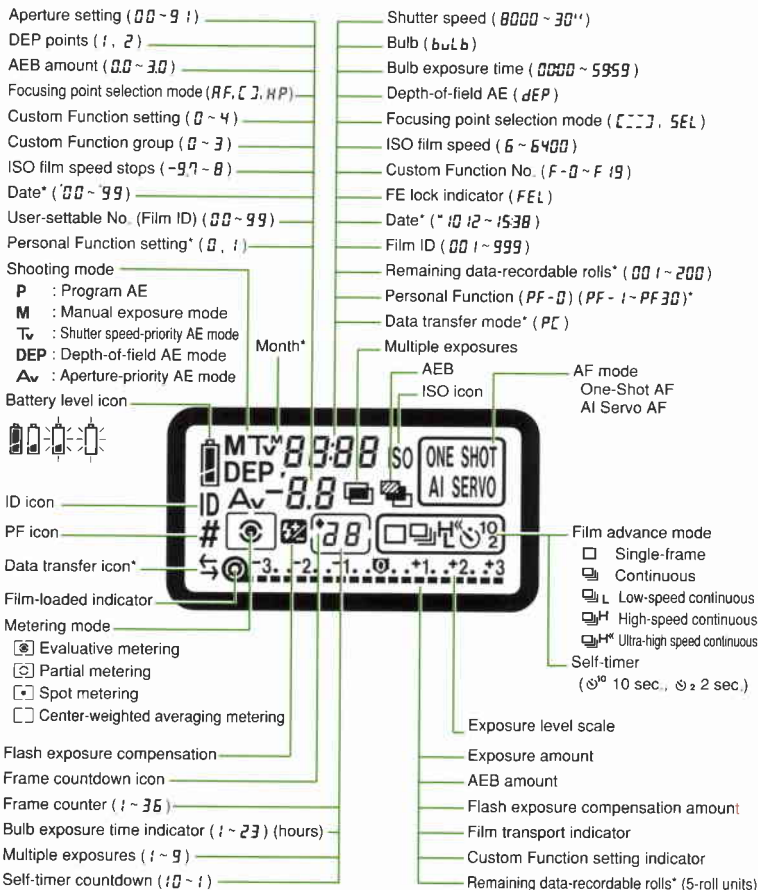 Aperture setting (00 ~ 91)
DEP points (1, 2)
AEB amount (0.0 ~ 3.0)
Focusing point selection mode (AF, [ ], HP)
Custom Function setting (0 ~ 4)
Custom Function group (0 ~ 3)
ISO film speed stops (-9.7 ~ 8)
Date* ('00 ~ '99)
User-settable No. (Film ID) (00 ~ 99)
Personal Function setting* (0, 1)
Shooting mode
P : Program AE
M : Manual exposure mode
Tv : Shutter speed-priority AE mode
DEP : Depth-of-field AE mode
Av : Aperture-priority AE mode
Battery level icon
ID icon
PF icon
Data transfer icon*
Film-loaded indicator
Metering mode
Evaluative metering
Partial metering
Spot metering
Center-weighted averaging metering
Flash exposure compensation
Frame countdown icon
Frame counter (1 ~ 36)
Bulb exposure time indicator (1 ~ 23) (hours)
Multiple exposures (1 ~ 9)
Self-timer countdown (10 ~ 1)
Month*
M Tv M 88:88 ISO
DEP
ID Av -8.8
# 38
-3..-2..-1..0..+1..+2..+3
ONE SHOT
AI SERVO
H 10 2
Shutter speed (8000 ~ 30'')
Bulb (buLb)
Bulb exposure time (00:00 ~ 59:59)
Depth-of-field AE (dEP)
Focusing point selection mode ([---], SEL)
ISO film speed (6 ~ 6400)
Custom Function No. (F-0 ~ F 19)
FE lock indicator (FEL)
Date* ("10 12 ~ 15:38)
Film ID (001 ~ 999)
Remaining data-recordable rolls* (001 ~ 200)
Personal Function (PF-0) (PF-1 ~ PF30)*
Data transfer mode* (PC)
Multiple exposures
AEB
ISO icon
AF mode
One-Shot AF
AI Servo AF
Film advance mode
Single-frame
Continuous
L Low-speed continuous
H High-speed continuous
H Ultra-high speed continuous
Self-timer
(10 10 sec., 2 2 sec.)
Exposure level scale
Exposure amount
AEB amount
Flash exposure compensation amount
Film transport indicator
Custom Function setting indicator
Remaining data-recordable rolls* (5-roll units)